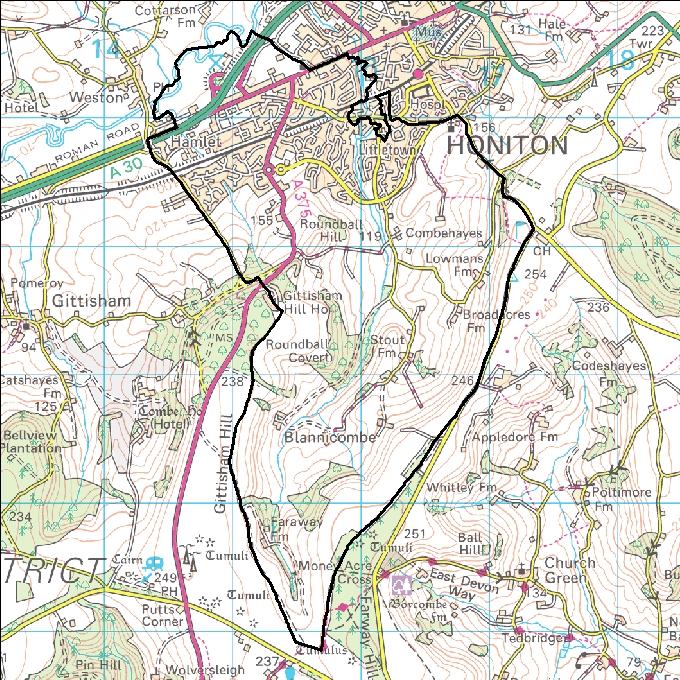 Cottarson
Fm
14
Mus
131
Hale
Fm
223
Twr
Weston
Hotel
17
18
Hospl
ROMAN ROAD
A 30
Hamlet
156
HONITON
Littletown
A 375
155
Roundball
Hill
119
Combehayes
CH
Lowmans
Fms
254
Pomeroy
Gittisham
Gittisham
Hill Ho
Broadacres
Fm
236
94
MS
Roundball
Covert
Stout
Fm
Codeshayes
Fm
Catshayes
Fm
125
238
246
Combe Ho
(Hotel)
Bellview
Plantation
Blannicombe
Appledore Fm
Gittisham Hill
Whitley Fm
Poltimore
Fm
234
Faraway
Fm
251
Ball
Hill
TRICT
Cairn
Tumuli
Money Acre
Cross
Tumuli
Church
Green
249
PH
East Devon
Way
Putts
Corner
Tumuli
Farway Hill
Borcombe
Fm
134
Tedbridge
Pin Hill
Wolversleigh
237
Tumulus
79